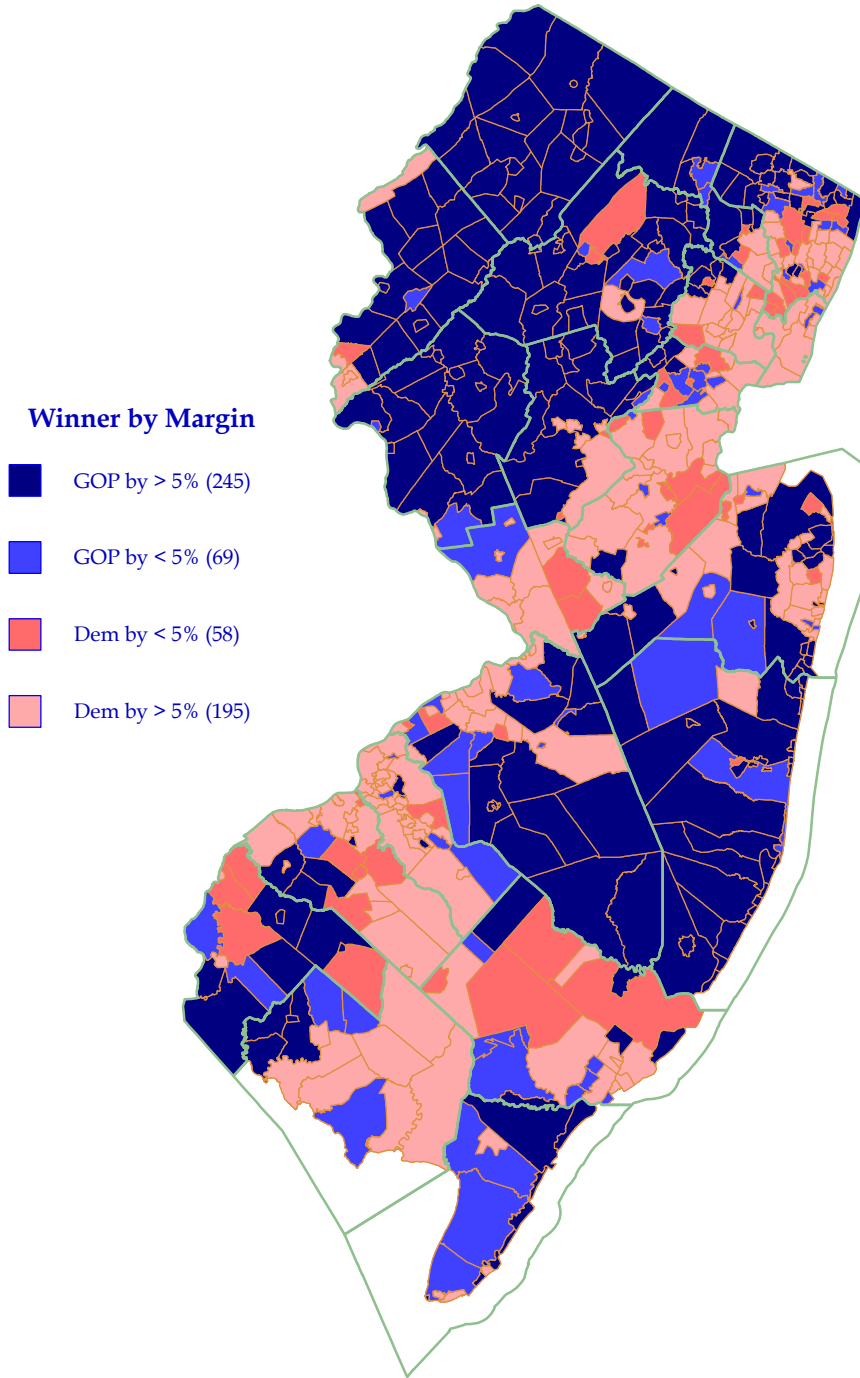 Winner by Margin
GOP by > 5% (245)
GOP by < 5% (69)
Dem by < 5% (58)
Dem by > 5% (195)